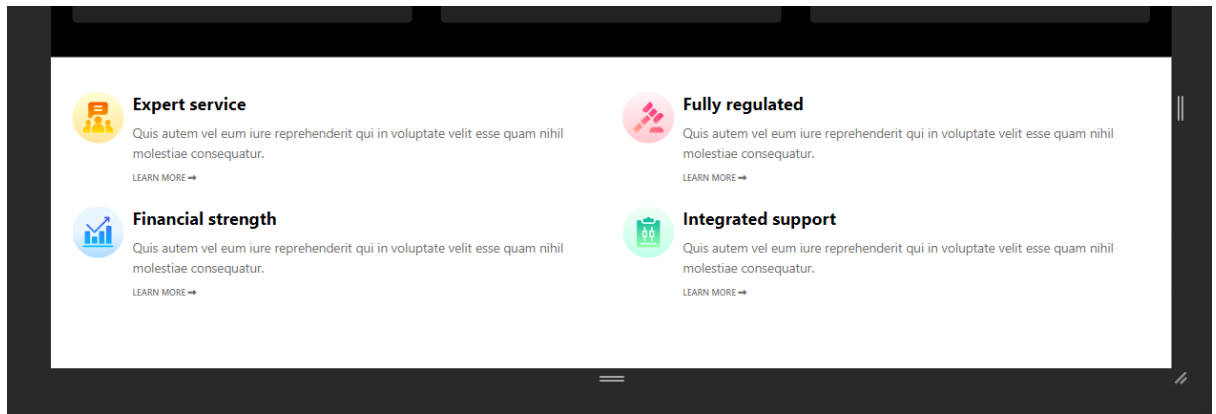 Expert service
Quis autem vel eum iure reprehenderit qui in voluptate velit esse quam nihil
molestiae consequatur.
LEARN MORE ➞
Fully regulated
Quis autem vel eum iure reprehenderit qui in voluptate velit esse quam nihil
molestiae consequatur.
LEARN MORE ➞
Financial strength
Quis autem vel eum iure reprehenderit qui in voluptate velit esse quam nihil
molestiae consequatur.
LEARN MORE ➞
Integrated support
Quis autem vel eum iure reprehenderit qui in voluptate velit esse quam nihil
molestiae consequatur.
LEARN MORE ➞